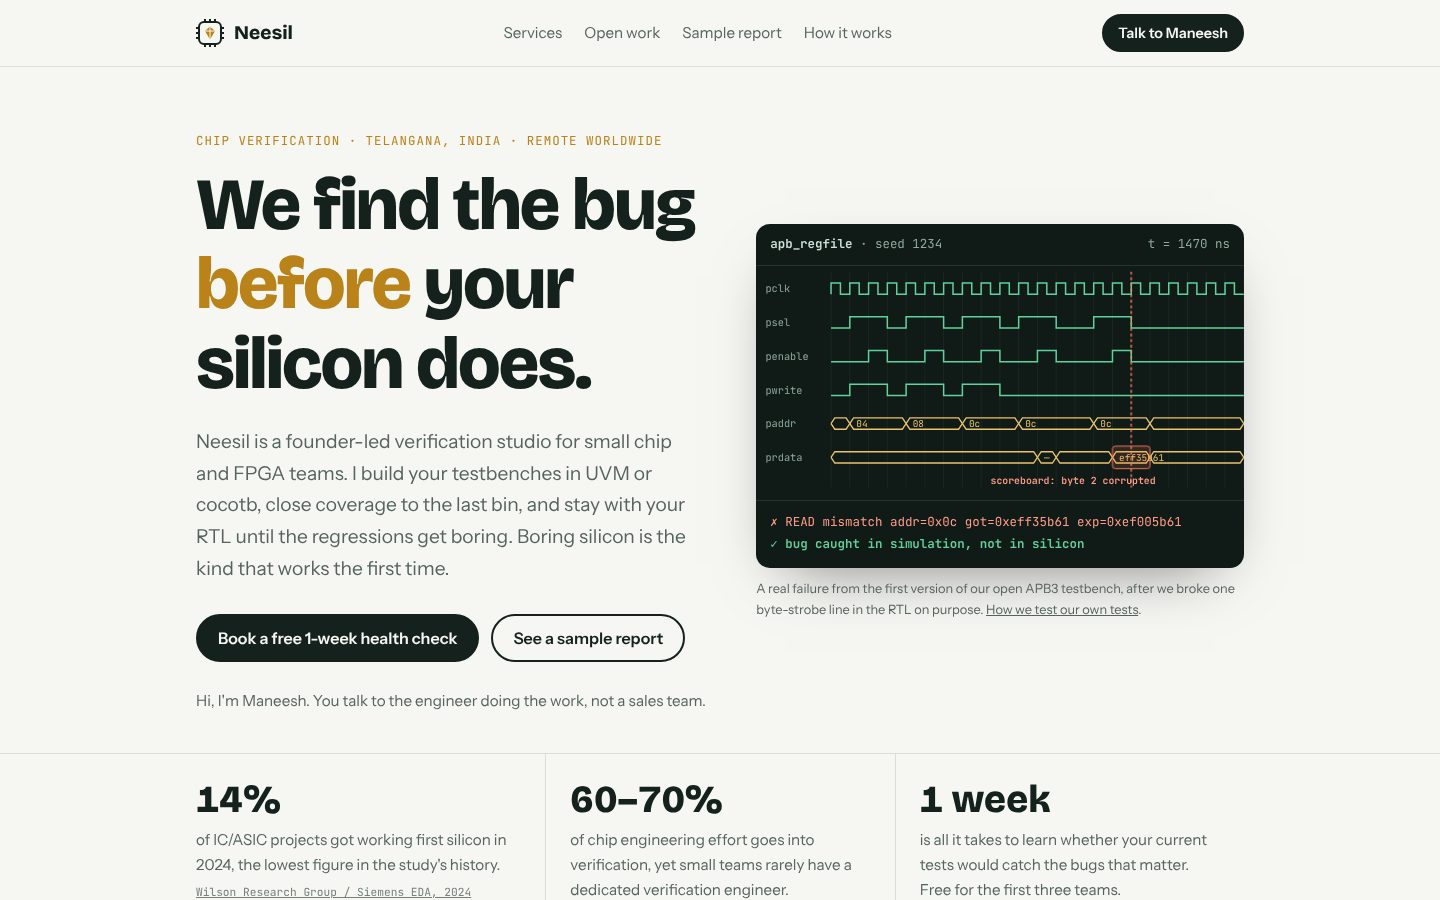 Neesil
Services
Open work
Sample report
How it works
Talk to Maneesh
CHIP VERIFICATION · TELANGANA, INDIA · REMOTE WORLDWIDE
We find the bug
before your
silicon does.
Neesil is a founder-led verification studio for small chip
and FPGA teams. I build your testbenches in UVM or
cocotb, close coverage to the last bin, and stay with your
RTL until the regressions get boring. Boring silicon is the
kind that works the first time.
Book a free 1-week health check
See a sample report
Hi, I'm Maneesh. You talk to the engineer doing the work, not a sales team.
apb_regfile · seed 1234
t = 1470 ns
pclk
psel
penable
pwrite
paddr 04 08 0c 0c 0c
prdata — eff35b61
scoreboard: byte 2 corrupted
✗ READ mismatch addr=0x0c got=0xeff35b61 exp=0xef005b61
✓ bug caught in simulation, not in silicon
A real failure from the first version of our open APB3 testbench, after we broke one
byte-strobe line in the RTL on purpose. How we test our own tests.
14%
of IC/ASIC projects got working first silicon in
2024, the lowest figure in the study's history.
Wilson Research Group / Siemens EDA, 2024
60–70%
of chip engineering effort goes into
verification, yet small teams rarely have a
dedicated verification engineer.
1 week
is all it takes to learn whether your current
tests would catch the bugs that matter.
Free for the first three teams.